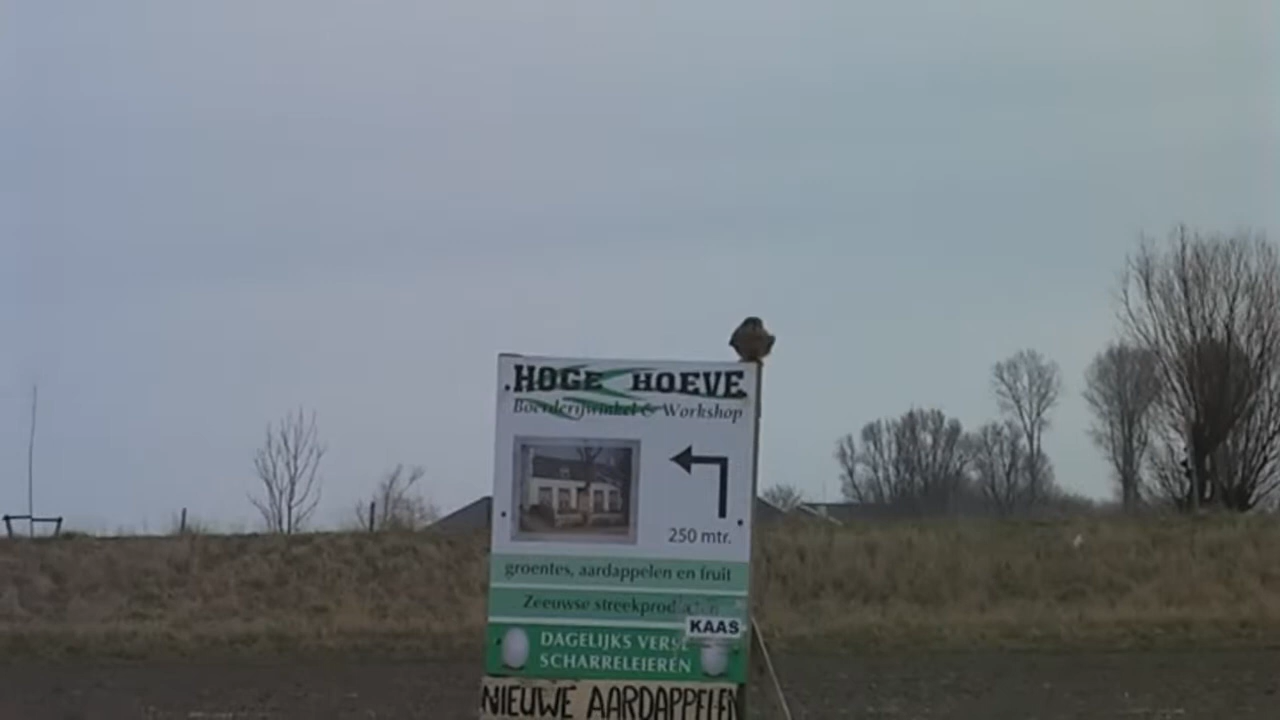 HOGE HOEVE
Boerderijwinkel & Workshop
250 mtr.
groentes, aardappelen en fruit
Zeeuwse streekproducten
KAAS
DAGELIJKS VERSE
SCHARRELEIEREN
NIEUWE AARDAPPELEN